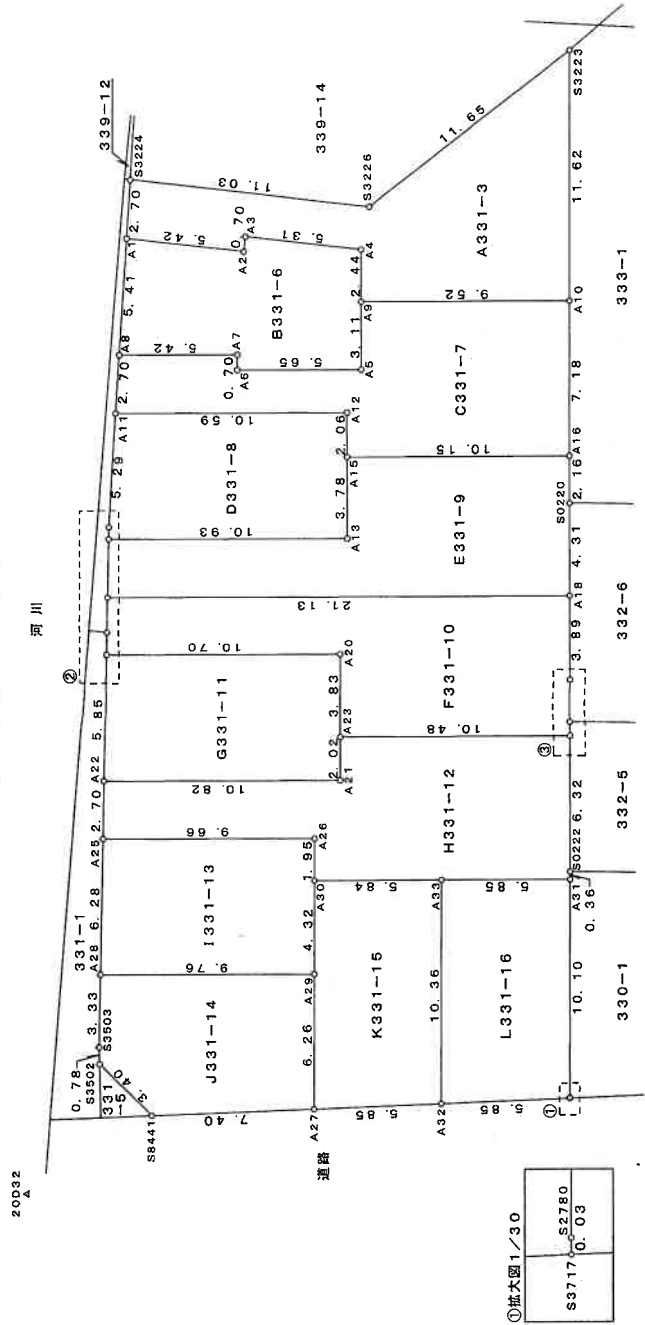 20D32
河川
339-12
331-1
②
S3502
0.78
S3503
3.33
A28
6.28
A25
2.70
A22
5.85
5.29
A11
2.70
A8
5.41
A1
2.70
S3224
331
-5
3.40
S8441
7.40
J331-14
9.76
I331-13
9.66
10.82
G331-11
10.70
10.93
D331-8
10.59
5.42
A7
A6
0.70
5.65
B331-6
5.42
A2
0.70
A3
5.31
A4
11.03
339-14
S3226
11.65
道路
A27
6.26
A29
4.32
A30
1.95
A26
A21
2.02
A23
3.83
A20
21.13
A13
3.78
A15
2.06
A12
A5
3.11
A9
2.44
K331-15
5.85
5.84
A32
10.36
A33
H331-12
10.48
F331-10
E331-9
10.15
C331-7
9.52
A331-3
L331-16
5.85
5.85
①
10.10
A31
0.36
S0222
6.32
③
3.89
A18
4.31
S0220
2.16
A16
7.18
A10
11.62
S3223
330-1
332-5
332-6
333-1
①拡大図1/30
S3717
S2780
0.03